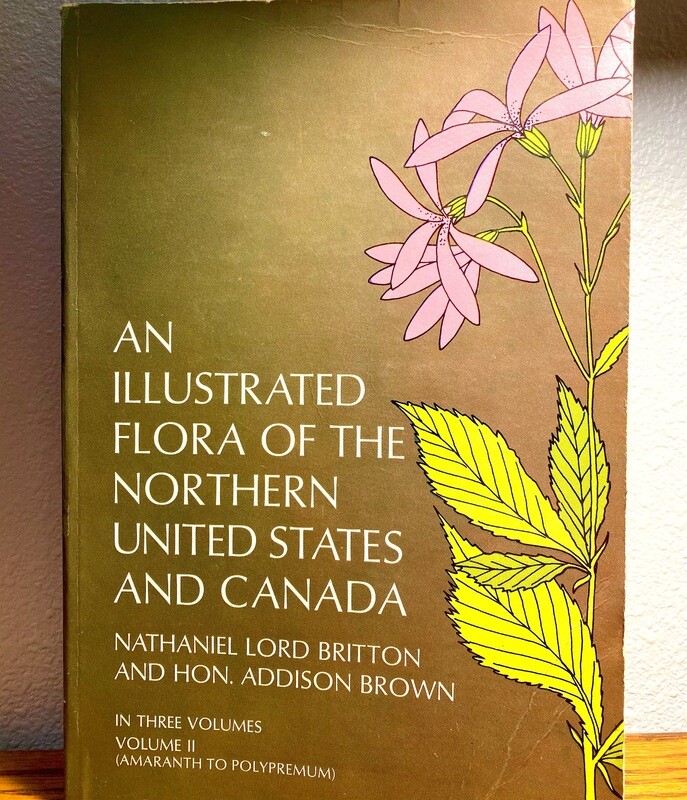 AN
ILLUSTRATED
FLORA OF THE
NORTHERN
UNITED STATES
AND CANADA
NATHANIEL LORD BRITTON
AND HON. ADDISON BROWN
IN THREE VOLUMES
VOLUME II
(AMARANTH TO POLYPREMUM)